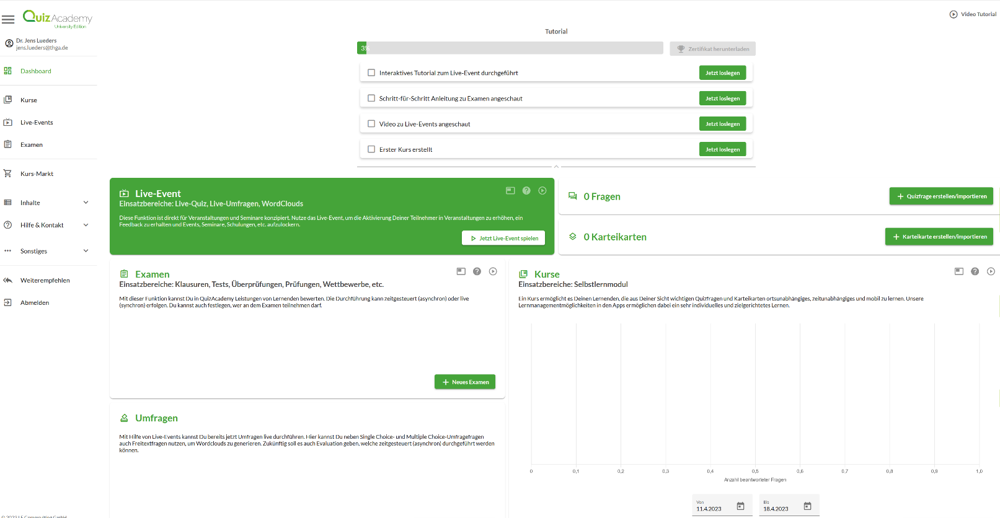 QuizAcademy
University Edition
Video Tutorial
Dr. Jens Lueders
jens.lueders@thga.de
Dashboard
Kurse
Live-Events
Examen
Kurs-Markt
Inhalte
Hilfe & Kontakt
Sonstiges
Weiterempfehlen
Abmelden
Tutorial
3%
Zertifikat herunterladen
Interaktives Tutorial zum Live-Event durchgeführt
Jetzt loslegen
Schritt-für-Schritt Anleitung zu Examen angeschaut
Jetzt loslegen
Video zu Live-Events angeschaut
Jetzt loslegen
Erster Kurs erstellt
Jetzt loslegen
Live-Event
Einsatzbereiche: Live-Quiz, Live-Umfragen, WordClouds
Diese Funktion ist direkt für Veranstaltungen und Seminare konzipiert. Nutze das Live-Event, um die Aktivierung Deiner Teilnehmer in Veranstaltungen zu erhöhen, ein
Feedback zu erhalten und Events, Seminare, Schulungen, etc. aufzulockern.
Jetzt Live-Event spielen
0 Fragen
Quizfrage erstellen/importieren
0 Karteikarten
Karteikarte erstellen/importieren
Examen
Einsatzbereiche: Klausuren, Tests, Überprüfungen, Prüfungen, Wettbewerbe, etc.
Mit dieser Funktion kannst Du in QuizAcademy Leistungen von Lernenden bewerten. Die Durchführung kann zeitgesteuert (asynchron) oder live
(synchron) erfolgen. Du kannst auch festlegen, wer an dem Examen teilnehmen darf.
Neues Examen
Kurse
Einsatzbereiche: Selbstlernmodul
Ein Kurs ermöglicht es Deinen Lernenden, die aus Deiner Sicht wichtigen Quizfragen und Karteikarten ortsunabhängiges, zeitunabhängiges und mobil zu lernen. Unsere
Lernmanagementmöglichkeiten in den Apps ermöglichen dabei ein sehr individuelles und zielgerichtetes Lernen.
0 0,1 0,2 0,3 0,4 0,5 0,6 0,7 0,8 0,9 1,0
Anzahl beantworteter Fragen
Von
11.4.2023
Bis
18.4.2023
Umfragen
Mit Hilfe von Live-Events kannst Du bereits jetzt Umfragen live durchführen. Hier kannst Du neben Single Choice- und Multiple Choice-Umfragefragen
auch Freitextfragen nutzen, um Wordclouds zu generieren. Zukünftig soll es auch Evaluation geben, welche zeitgesteuert (asynchron) durchgeführt werden
können.
© 2023 LF Commsulting GmbH